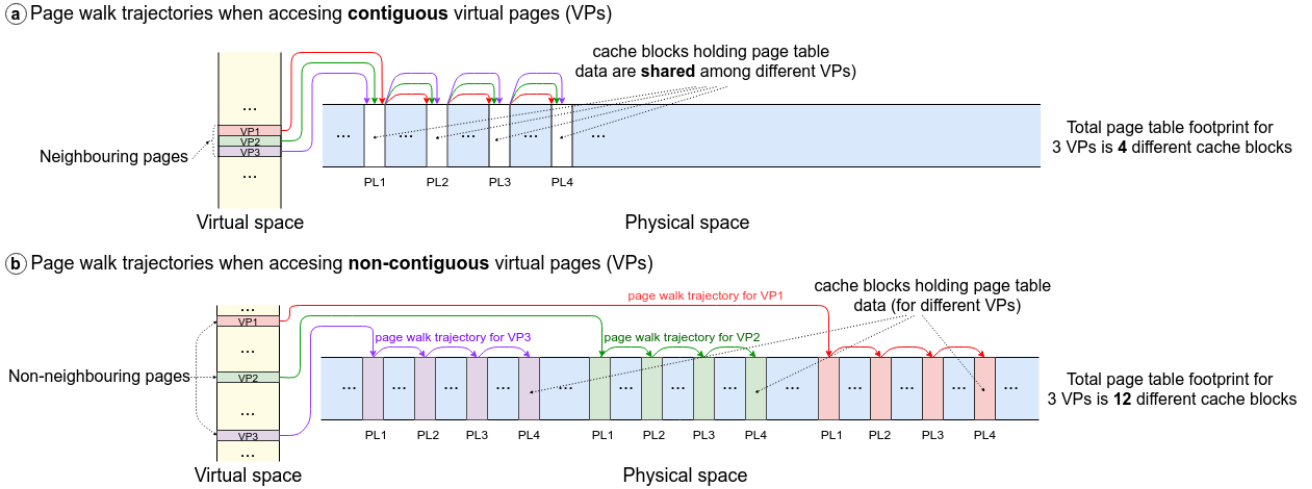 a Page walk trajectories when accesing contiguous virtual pages (VPs)
cache blocks holding page table
data are shared among different VPs)
...
VP1
VP2
VP3
...
Neighbouring pages
... ... ... ... ...
Total page table footprint for
3 VPs is 4 different cache blocks
PL1 PL2 PL3 PL4
Virtual space
Physical space
b Page walk trajectories when accesing non-contiguous virtual pages (VPs)
cache blocks holding page table
data (for different VPs)
page walk trajectory for VP1
page walk trajectory for VP3
page walk trajectory for VP2
...
VP1
...
VP2
...
VP3
...
Non-neighbouring pages
... ... ... ... ... ... ... ... ... ... ... ... ...
Total page table footprint for
3 VPs is 12 different cache blocks
PL1 PL2 PL3 PL4 PL1 PL2 PL3 PL4 PL1 PL2 PL3 PL4
Virtual space
Physical space